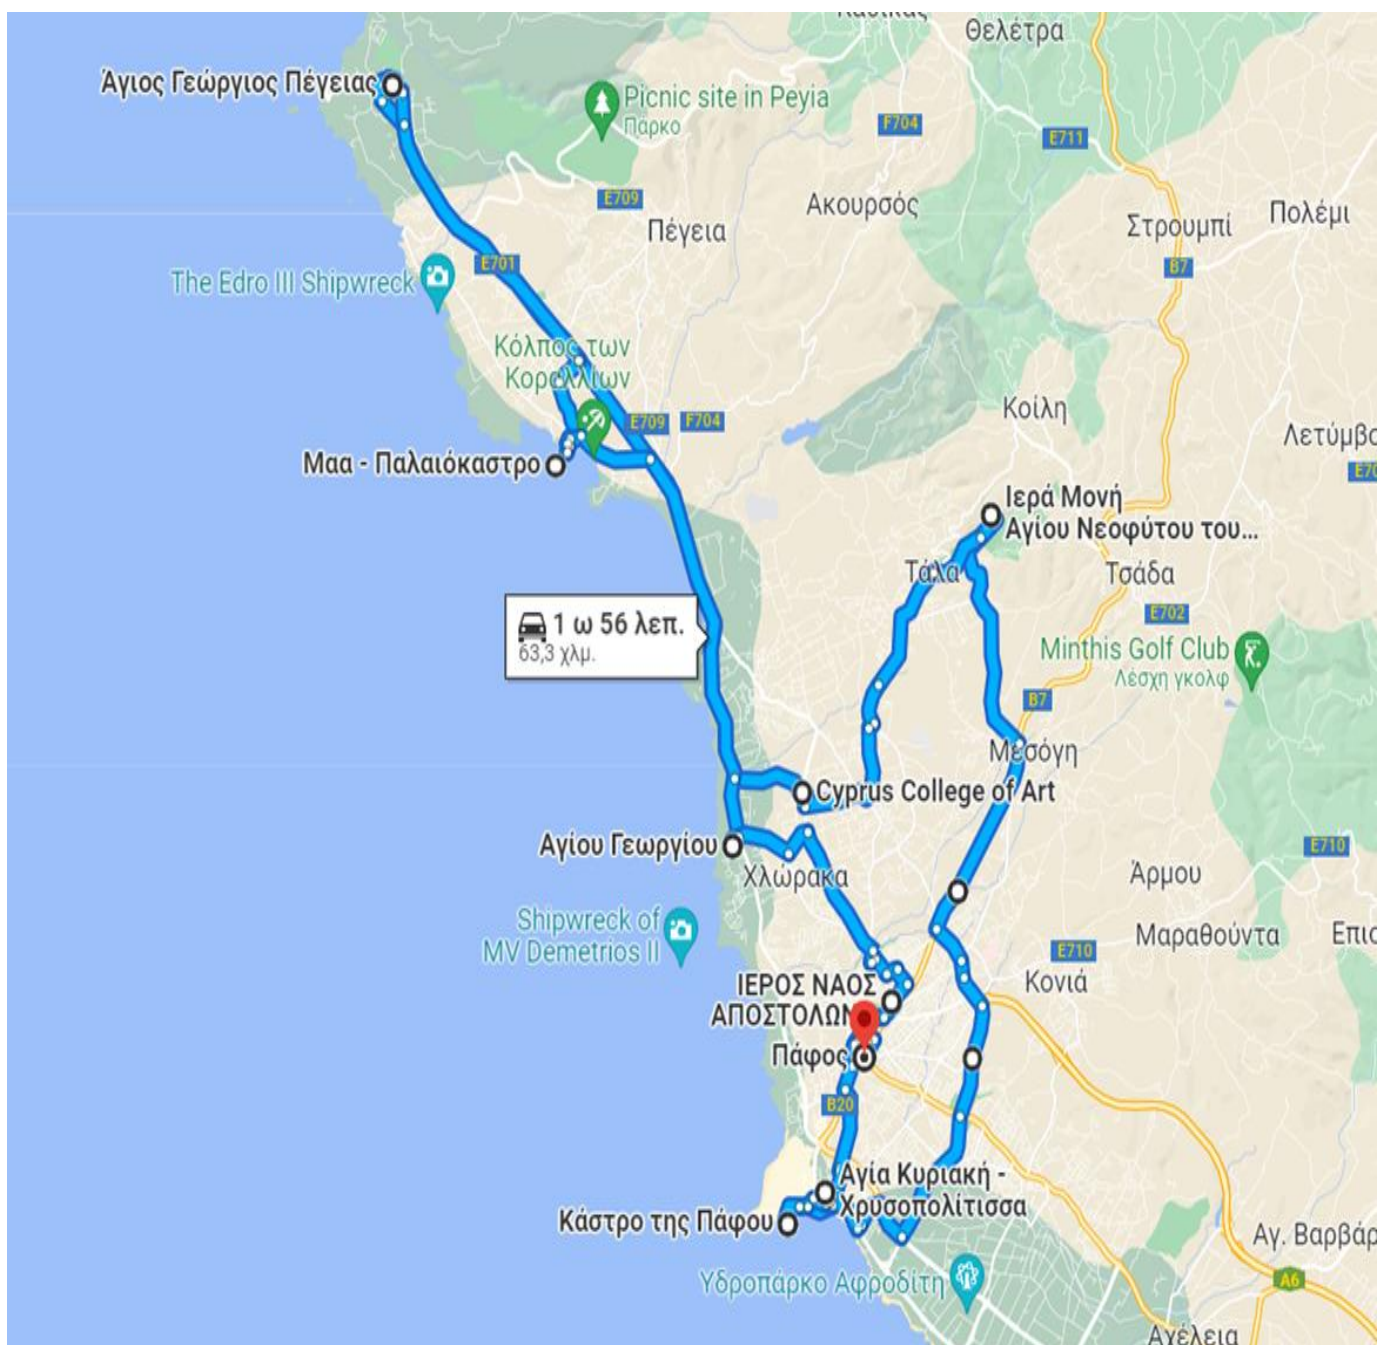 Θελέτρα
Άγιος Γεώργιος Πέγειας
Picnic site in Peyia
Πάρκο
F704
E711
E709
Ακουρσός
Πολέμι
Στρουμπί
Πέγεια
E701
B7
The Edro III Shipwreck
Κόλπος των
Κοραλλίων
Κοίλη
E709
F704
Λετύμβο
Μαα - Παλαιόκαστρο
Ιερά Μονή
Αγίου Νεοφύτου του...
Τάλα
Τσάδα
E702
1 ω 56 λεπ.
63,3 χλμ.
Minthis Golf Club
Λέσχη γκολφ
B7
Μεσόγη
Cyprus College of Art
Αγίου Γεωργίου
Χλώρακα
E710
Άρμου
Shipwreck of
MV Demetrios II
Μαραθούντα
Επισ
E710
Κονιά
ΙΕΡΟΣ ΝΑΟΣ
ΑΠΟΣΤΟΛΩΝ
Πάφος
B20
Αγία Κυριακή -
Χρυσοπολίτισσα
Κάστρο της Πάφου
Αγ. Βαρβάρ
Υδροπάρκο Αφροδίτη
A6
Αχέλεια